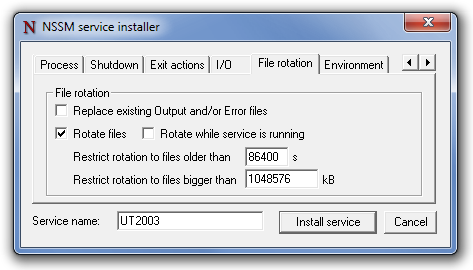 NSSM service installer
Process Shutdown Exit actions I/O File rotation Environment
File rotation
Replace existing Output and/or Error files
Rotate files Rotate while service is running
Restrict rotation to files older than 86400 s
Restrict rotation to files bigger than 1048576 kB
Service name: UT2003 Install service Cancel